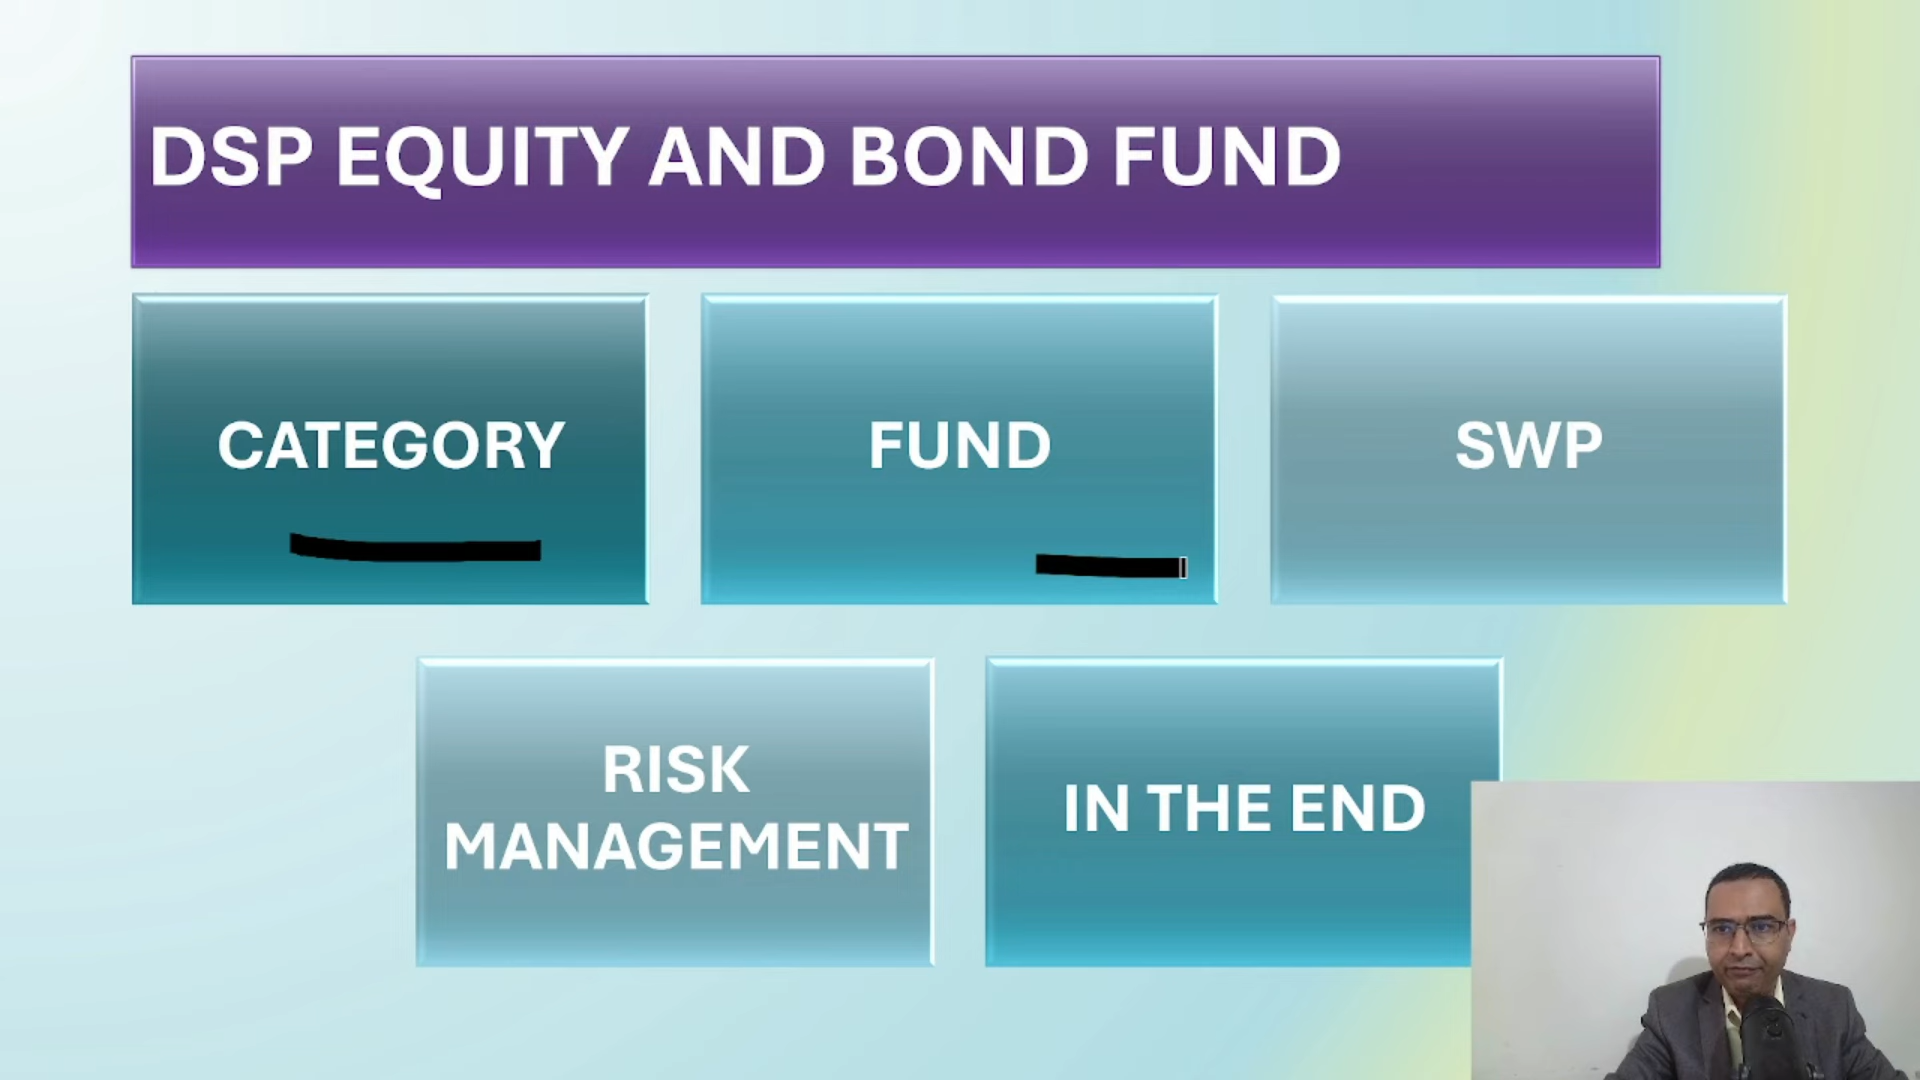 DSP EQUITY AND BOND FUND
CATEGORY
FUND
SWP
RISK
MANAGEMENT
IN THE END